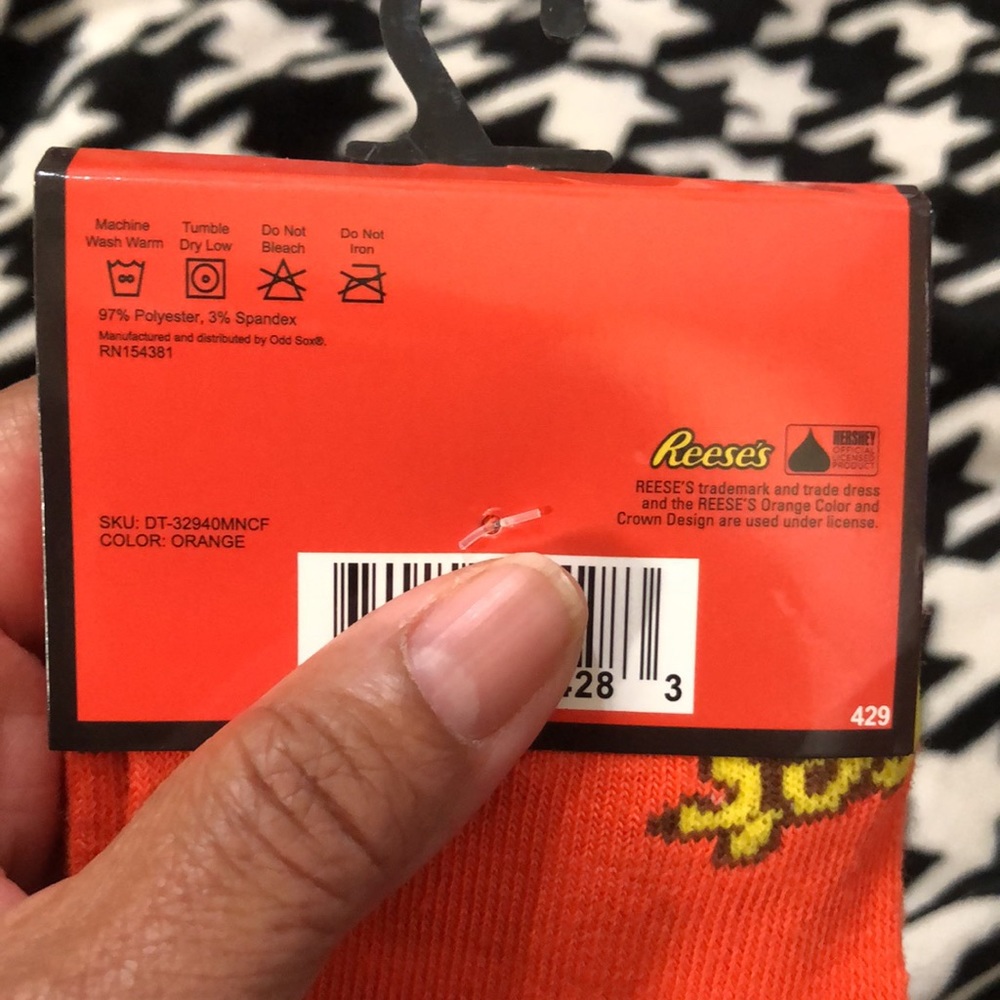 Machine
Wash Warm
Tumble
Dry Low
Do Not
Bleach
Do Not
Iron
97% Polyester, 3% Spandex
Manufactured and distributed by Odd Sox®.
RN154381
Reese's
HERSHEY
OFFICIAL
LICENSED
PRODUCT
REESE'S trademark and trade dress
and the REESE'S Orange Color and
Crown Design are used under license.
SKU: DT-32940MNCF
COLOR: ORANGE
28 3
429